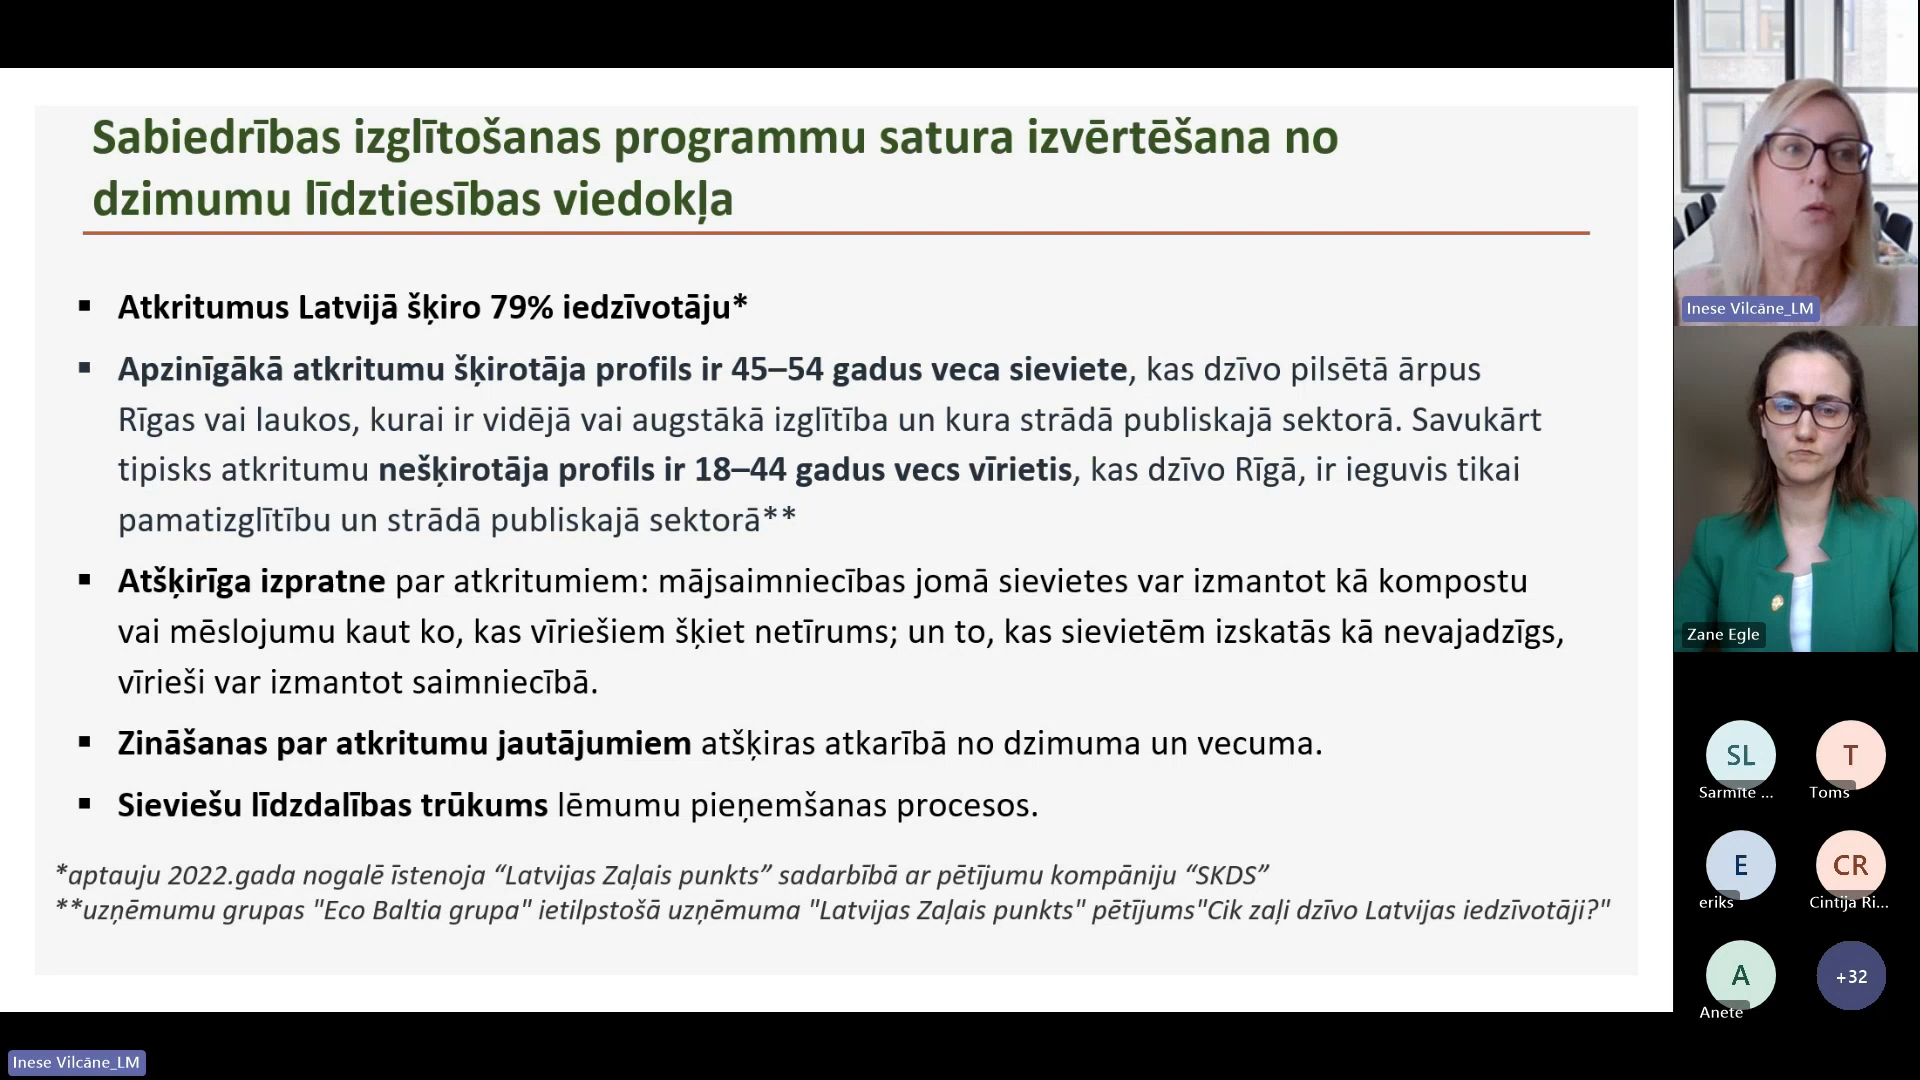 Sabiedrības izglītošanas programmu satura izvērtēšana no
dzimumu līdztiesības viedokļa
▪ Atkritumus Latvijā šķiro 79% iedzīvotāju*
▪ Apzinīgākā atkritumu šķirotāja profils ir 45–54 gadus veca sieviete, kas dzīvo pilsētā ārpus
Rīgas vai laukos, kurai ir vidējā vai augstākā izglītība un kura strādā publiskajā sektorā. Savukārt
tipisks atkritumu nešķirotāja profils ir 18–44 gadus vecs vīrietis, kas dzīvo Rīgā, ir ieguvis tikai
pamatizglītību un strādā publiskajā sektorā**
▪ Atšķirīga izpratne par atkritumiem: mājsaimniecības jomā sievietes var izmantot kā kompostu
vai mēslojumu kaut ko, kas vīriešiem šķiet netīrums; un to, kas sievietēm izskatās kā nevajadzīgs,
vīrieši var izmantot saimniecībā.
▪ Zināšanas par atkritumu jautājumiem atšķiras atkarībā no dzimuma un vecuma.
▪ Sieviešu līdzdalības trūkums lēmumu pieņemšanas procesos.
*aptauju 2022.gada nogalē īstenoja “Latvijas Zaļais punkts” sadarbībā ar pētījumu kompāniju “SKDS”
**uzņēmumu grupas "Eco Baltia grupa" ietilpstošā uzņēmuma "Latvijas Zaļais punkts" pētījums"Cik zaļi dzīvo Latvijas iedzīvotāji?"
Inese Vilcāne_LM
Zane Egle
SL
Sarmīte ...
T
Toms
E
eriks
CR
Cintija Ri...
A
Anete
+32
Inese Vilcāne_LM